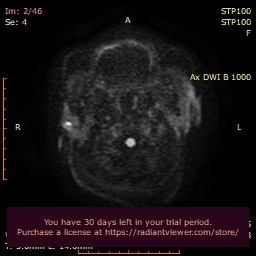 Im: 2/46
Se: 4
STP100
STP100
F
A
Ax DWI B 1000
R
L
You have 30 days left in your trial period.
Purchase a license at https://radiantviewer.com/store/